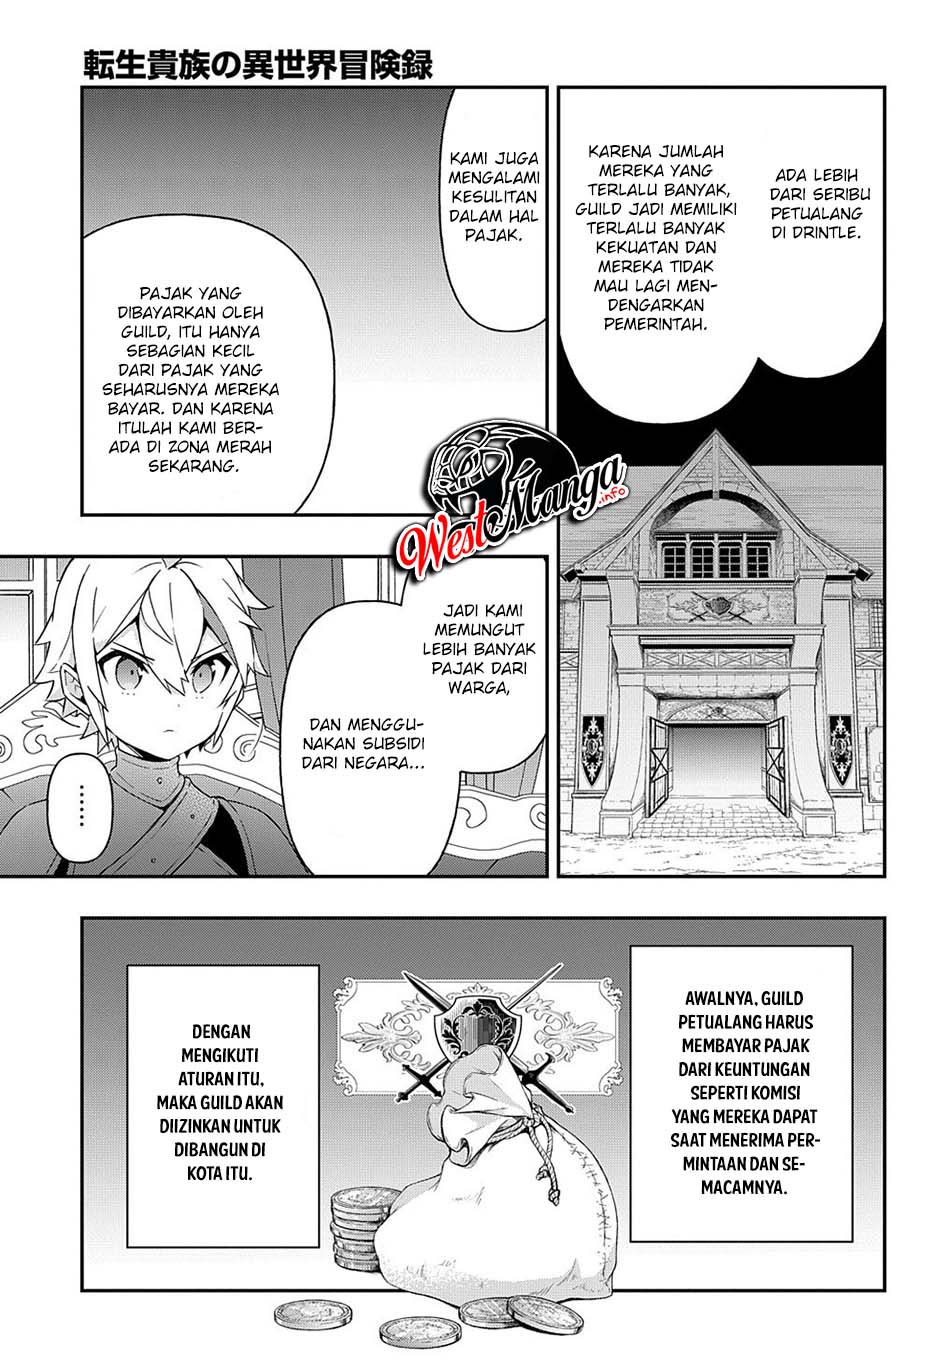 転生貴族の異世界冒険録
ADA LEBIH
DARI SERIBU
PETUALANG
DI DRINTLE.
KARENA JUMLAH
MEREKA YANG
TERLALU BANYAK,
GUILD JADI MEMILIKI
TERLALU BANYAK
KEKUATAN DAN
MEREKA TIDAK
MAU LAGI MEN-
DENGARKAN
PEMERINTAH.
KAMI JUGA
MENGALAMI
KESULITAN
DALAM HAL
PAJAK.
PAJAK YANG
DIBAYARKAN OLEH
GUILD, ITU HANYA
SEBAGIAN KECIL
DARI PAJAK YANG
SEHARUSNYA MEREKA
BAYAR. DAN KARENA
ITULAH KAMI BER-
ADA DI ZONA MERAH
SEKARANG.
WestManga
.info
JADI KAMI
MEMUNGUT
LEBIH BANYAK
PAJAK DARI
WARGA,
DAN MENGGU-
NAKAN SUBSIDI
DARI NEGARA...
......
AWALNYA, GUILD
PETUALANG HARUS
MEMBAYAR PAJAK
DARI KEUNTUNGAN
SEPERTI KOMISI
YANG MEREKA DAPAT
SAAT MENERIMA PER-
MINTAAN DAN SE-
MACAMNYA.
DENGAN
MENGIKUTI
ATURAN ITU,
MAKA GUILD AKAN
DIIZINKAN UNTUK
DIBANGUN DI
KOTA ITU.